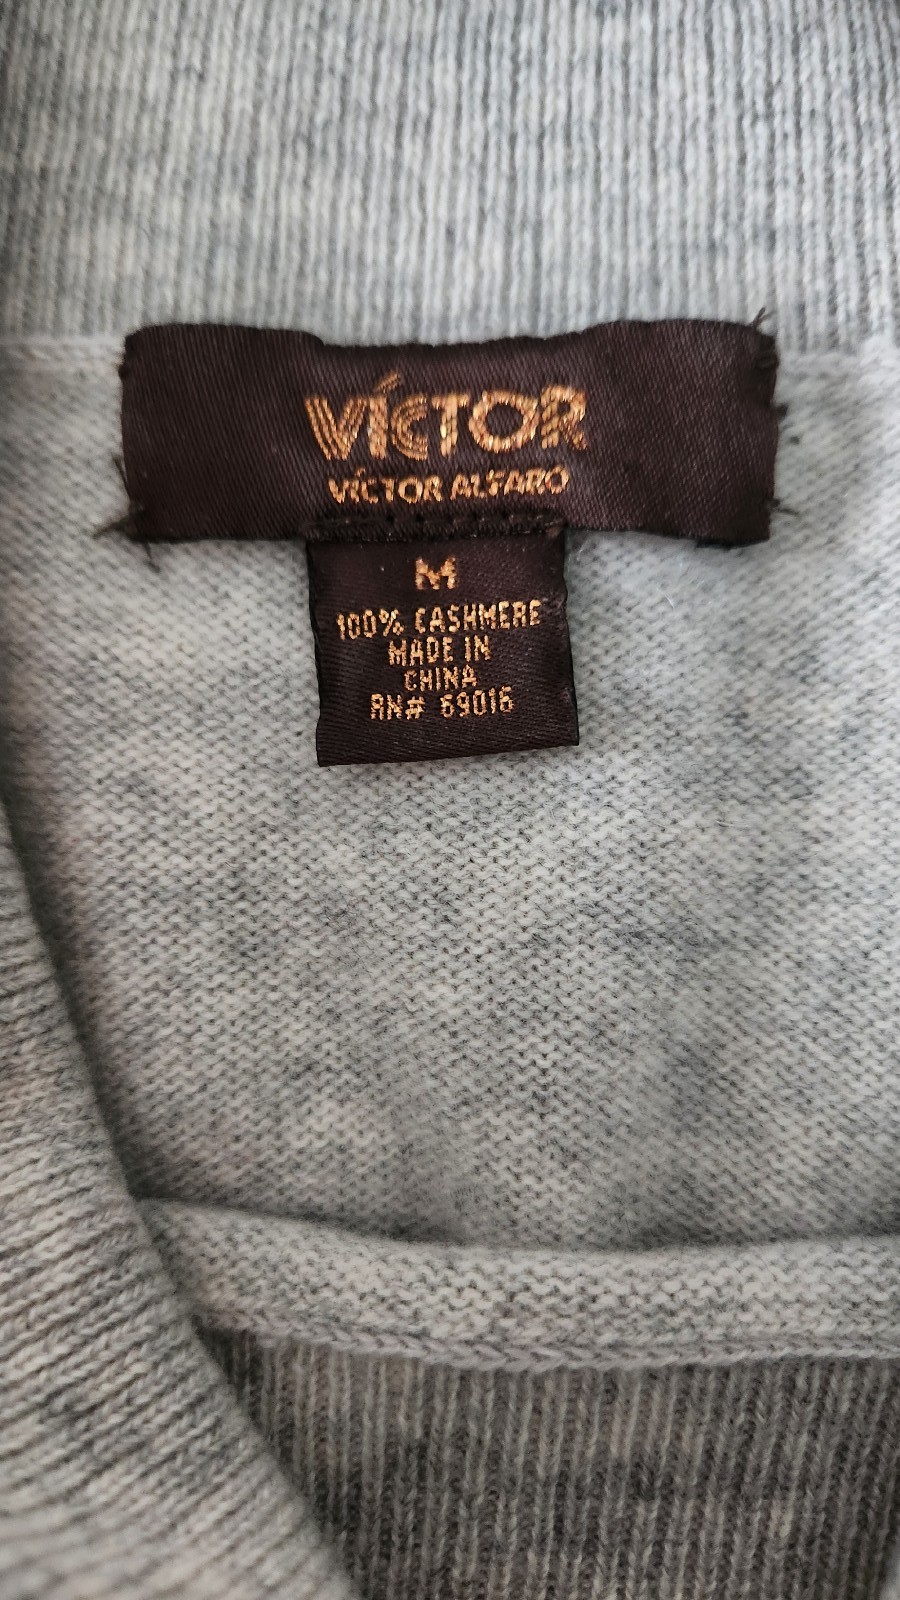 VÍCTOR
VÍCTOR ALFARO
M
100% CASHMERE
MADE IN
CHINA
RN# 69016